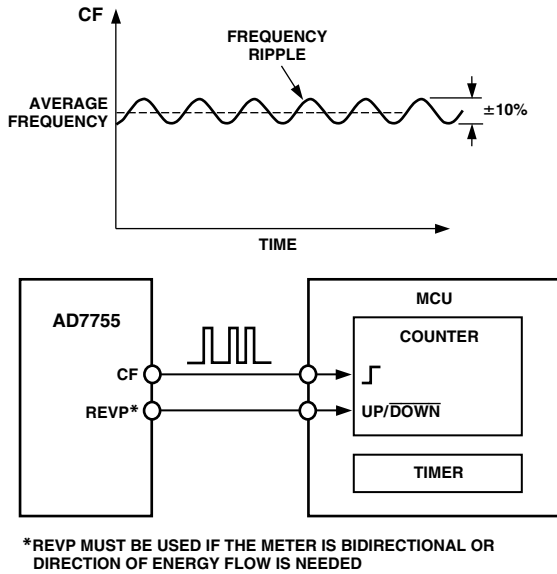 CF
FREQUENCY
RIPPLE
AVERAGE
FREQUENCY
±10%
TIME
AD7755
CF
REVP*
MCU
COUNTER
UP/DOWN
TIMER
*REVP MUST BE USED IF THE METER IS BIDIRECTIONAL OR
DIRECTION OF ENERGY FLOW IS NEEDED